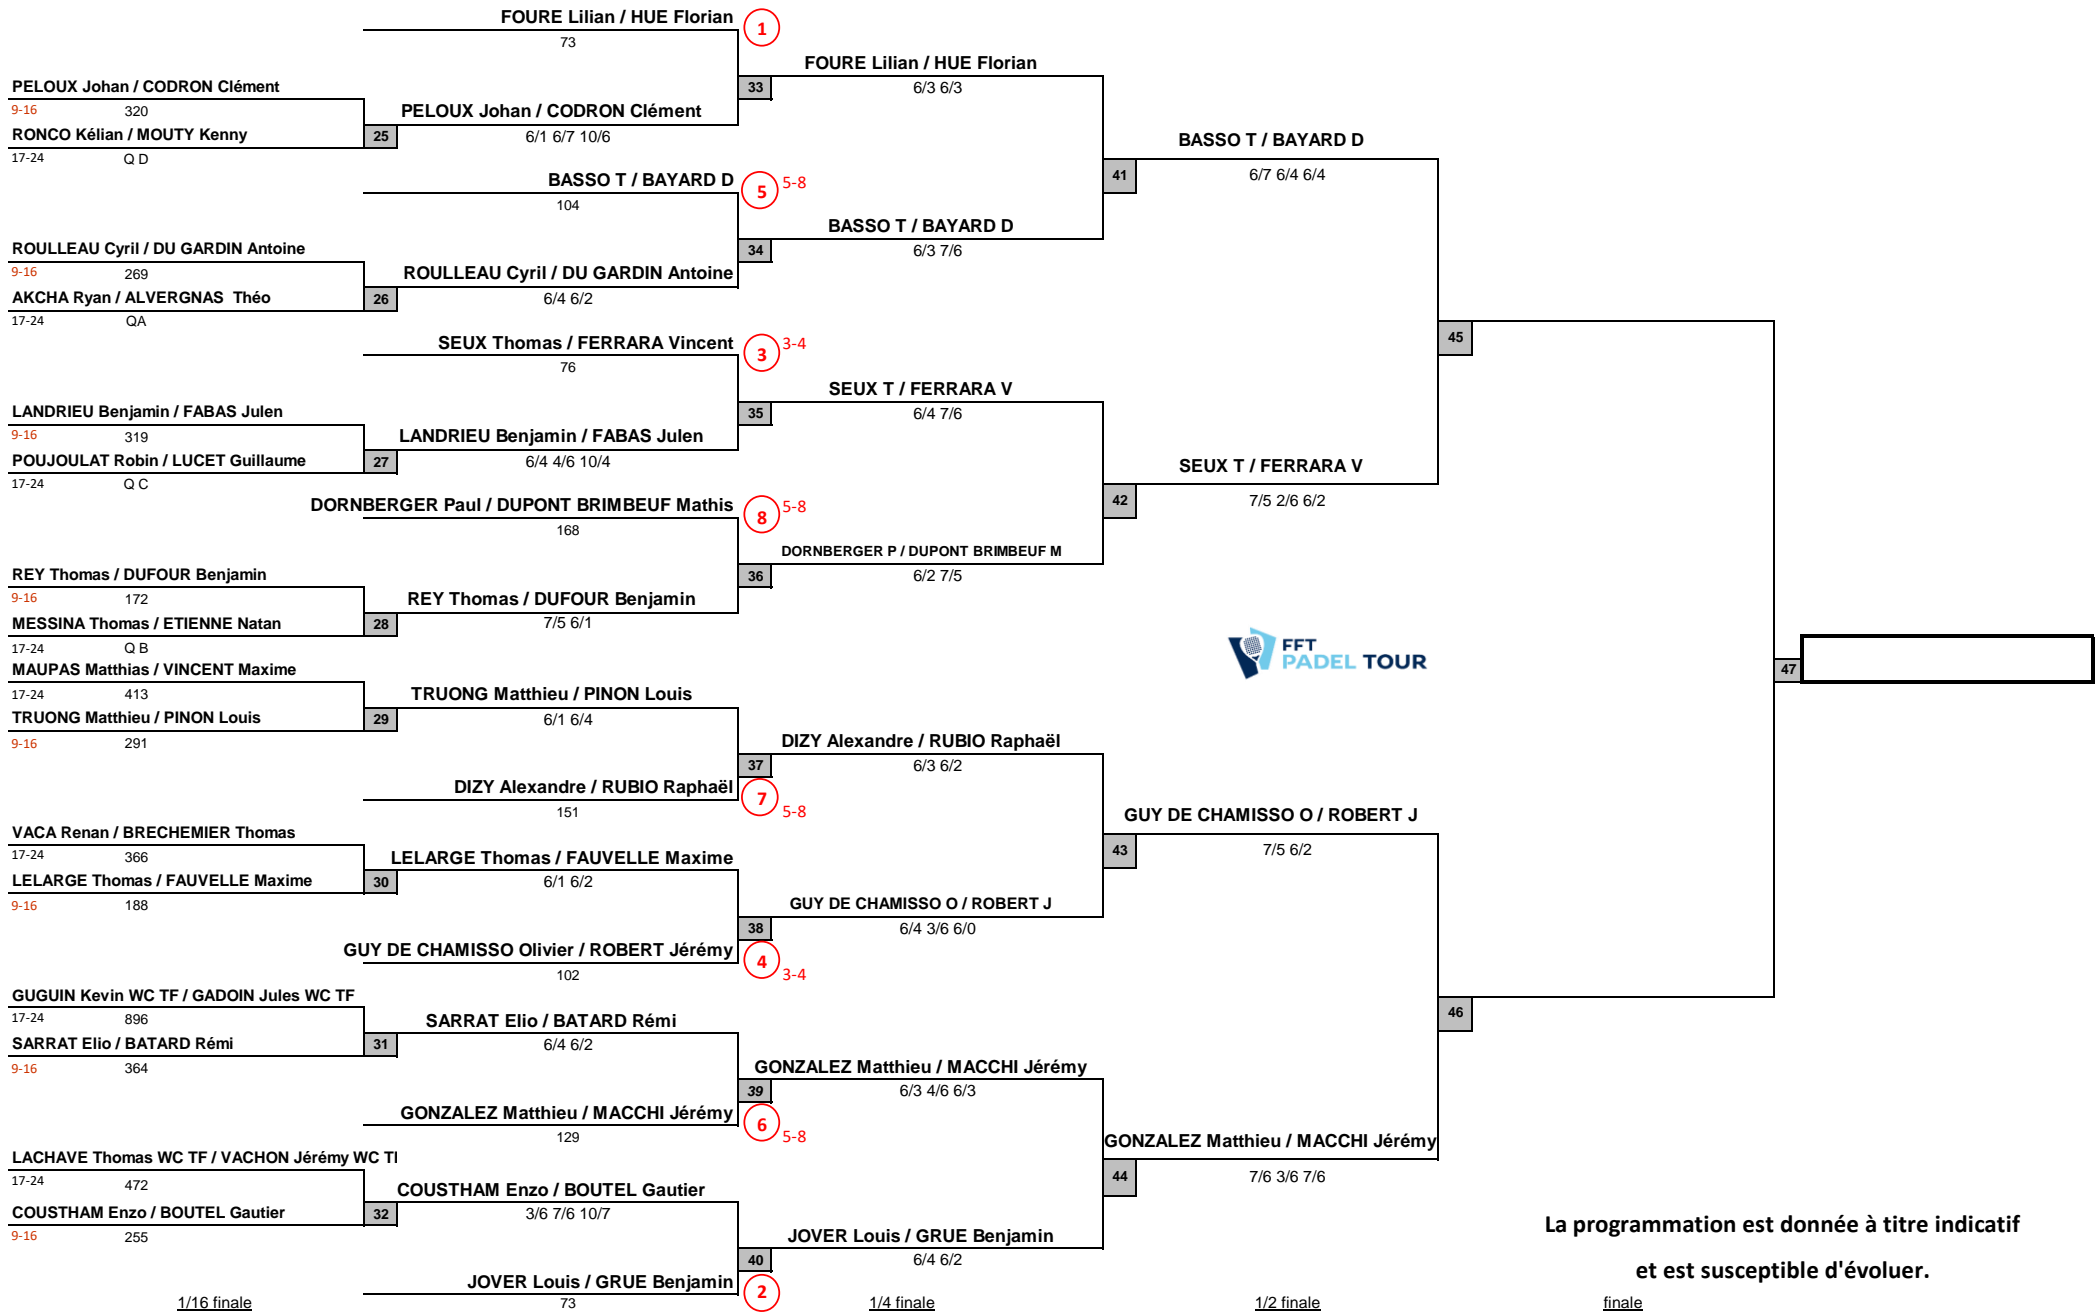 FOURE Lilian / HUE Florian
1
73
FOURE Lilian / HUE Florian
PELOUX Johan / CODRON Clément
33
6/3 6/3
9-16
320
PELOUX Johan / CODRON Clément
RONCO Kélian / MOUTY Kenny
25
6/1 6/7 10/6
BASSO T / BAYARD D
17-24
Q D
BASSO T / BAYARD D
5
5-8
41
6/7 6/4 6/4
104
BASSO T / BAYARD D
ROULLEAU Cyril / DU GARDIN Antoine
34
6/3 7/6
9-16
269
ROULLEAU Cyril / DU GARDIN Antoine
AKCHA Ryan / ALVERGNAS  Théo
26
6/4 6/2
17-24
QA
SEUX Thomas / FERRARA Vincent
3
3-4
45
76
SEUX T / FERRARA V
LANDRIEU Benjamin / FABAS Julen
35
6/4 7/6
9-16
319
LANDRIEU Benjamin / FABAS Julen
POUJOULAT Robin / LUCET Guillaume
27
6/4 4/6 10/4
SEUX T / FERRARA V
17-24
Q C
DORNBERGER Paul / DUPONT BRIMBEUF Mathis
8
5-8
42
7/5 2/6 6/2
168
DORNBERGER P / DUPONT BRIMBEUF M
REY Thomas / DUFOUR Benjamin
36
6/2 7/5
9-16
172
REY Thomas / DUFOUR Benjamin
MESSINA Thomas / ETIENNE Natan
28
7/5 6/1
17-24
Q B
FFT
PADEL TOUR
MAUPAS Matthias / VINCENT Maxime
47
17-24
413
TRUONG Matthieu / PINON Louis
TRUONG Matthieu / PINON Louis
29
6/1 6/4
9-16
291
DIZY Alexandre / RUBIO Raphaël
37
6/3 6/2
DIZY Alexandre / RUBIO Raphaël
7
5-8
151
GUY DE CHAMISSO O / ROBERT J
VACA Renan / BRECHEMIER Thomas
17-24
366
LELARGE Thomas / FAUVELLE Maxime
43
7/5 6/2
LELARGE Thomas / FAUVELLE Maxime
30
6/1 6/2
9-16
188
GUY DE CHAMISSO O / ROBERT J
38
6/4 3/6 6/0
GUY DE CHAMISSO Olivier / ROBERT Jérémy
4
3-4
102
GUGUIN Kevin WC TF / GADOIN Jules WC TF
17-24
896
SARRAT Elio / BATARD Rémi
46
SARRAT Elio / BATARD Rémi
31
6/4 6/2
9-16
364
GONZALEZ Matthieu / MACCHI Jérémy
39
6/3 4/6 6/3
GONZALEZ Matthieu / MACCHI Jérémy
6
5-8
129
GONZALEZ Matthieu / MACCHI Jérémy
LACHAVE Thomas WC TF / VACHON Jérémy WC T
17-24
472
COUSTHAM Enzo / BOUTEL Gautier
44
7/6 3/6 7/6
COUSTHAM Enzo / BOUTEL Gautier
32
3/6 7/6 10/7
La programmation est donnée à titre indicatif
9-16
255
JOVER Louis / GRUE Benjamin
40
6/4 6/2
et est susceptible d'évoluer.
JOVER Louis / GRUE Benjamin
2
1/16 finale
73
1/4 finale
1/2 finale
finale